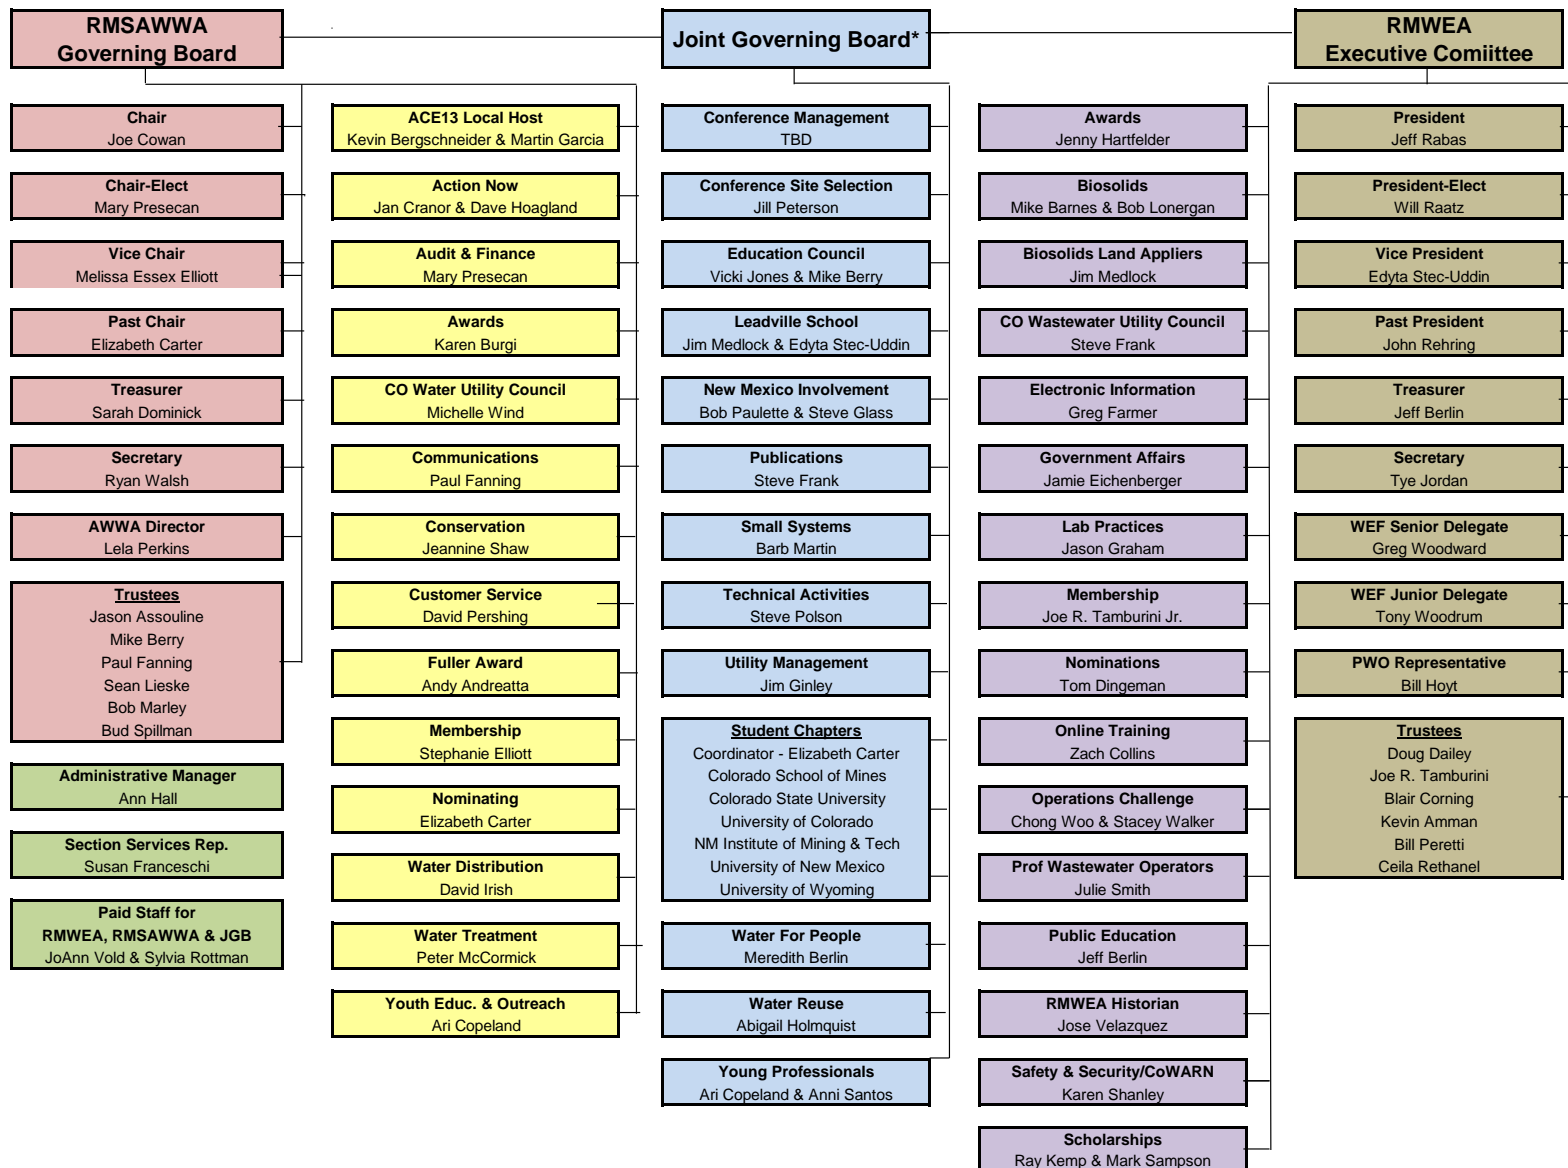 RMSAWWA
Governing Board
Joint Governing Board*
RMWEA
Executive Comiittee
Chair
Joe Cowan
Chair-Elect
Mary Presecan
Vice Chair
Melissa Essex Elliott
Past Chair
Elizabeth Carter
Treasurer
Sarah Dominick
Secretary
Ryan Walsh
AWWA Director
Lela Perkins
Trustees
Jason Assouline
Mike Berry
Paul Fanning
Sean Lieske
Bob Marley
Bud Spillman
Administrative Manager
Ann Hall
Section Services Rep.
Susan Franceschi
Paid Staff for
RMWEA, RMSAWWA & JGB
JoAnn Vold & Sylvia Rottman
ACE13 Local Host
Kevin Bergschneider & Martin Garcia
Action Now
Jan Cranor & Dave Hoagland
Audit & Finance
Mary Presecan
Awards
Karen Burgi
CO Water Utility Council
Michelle Wind
Communications
Paul Fanning
Conservation
Jeannine Shaw
Customer Service
David Pershing
Fuller Award
Andy Andreatta
Membership
Stephanie Elliott
Nominating
Elizabeth Carter
Water Distribution
David Irish
Water Treatment
Peter McCormick
Youth Educ. & Outreach
Ari Copeland
Conference Management
TBD
Conference Site Selection
Jill Peterson
Education Council
Vicki Jones & Mike Berry
Leadville School
Jim Medlock & Edyta Stec-Uddin
New Mexico Involvement
Bob Paulette & Steve Glass
Publications
Steve Frank
Small Systems
Barb Martin
Technical Activities
Steve Polson
Utility Management
Jim Ginley
Student Chapters
Coordinator - Elizabeth Carter
Colorado School of Mines
Colorado State University
University of Colorado
NM Institute of Mining & Tech
University of New Mexico
University of Wyoming
Water For People
Meredith Berlin
Water Reuse
Abigail Holmquist
Young Professionals
Ari Copeland & Anni Santos
Awards
Jenny Hartfelder
Biosolids
Mike Barnes & Bob Lonergan
Biosolids Land Appliers
Jim Medlock
CO Wastewater Utility Council
Steve Frank
Electronic Information
Greg Farmer
Government Affairs
Jamie Eichenberger
Lab Practices
Jason Graham
Membership
Joe R. Tamburini Jr.
Nominations
Tom Dingeman
Online Training
Zach Collins
Operations Challenge
Chong Woo & Stacey Walker
Prof Wastewater Operators
Julie Smith
Public Education
Jeff Berlin
RMWEA Historian
Jose Velazquez
Safety & Security/CoWARN
Karen Shanley
Scholarships
Ray Kemp & Mark Sampson
President
Jeff Rabas
President-Elect
Will Raatz
Vice President
Edyta Stec-Uddin
Past President
John Rehring
Treasurer
Jeff Berlin
Secretary
Tye Jordan
WEF Senior Delegate
Greg Woodward
WEF Junior Delegate
Tony Woodrum
PWO Representative
Bill Hoyt
Trustees
Doug Dailey
Joe R. Tamburini
Blair Corning
Kevin Amman
Bill Peretti
Ceila Rethanel